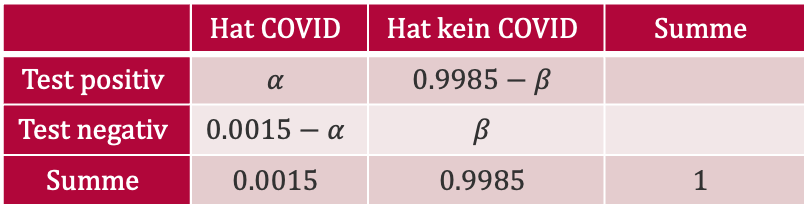 Hat COVID Hat kein COVID Summe
Test positiv α 0.9985 − β
Test negativ 0.0015 − α β
Summe 0.0015 0.9985 1